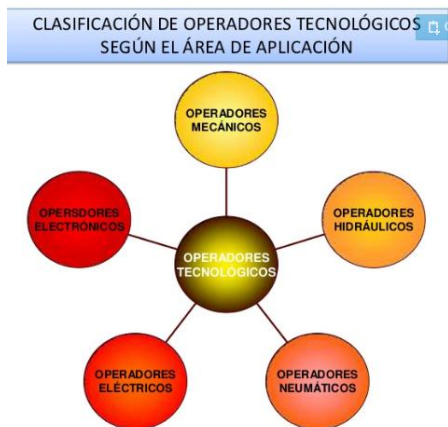 CLASIFICACIÓN DE OPERADORES TECNOLÓGICOS
SEGÚN EL ÁREA DE APLICACIÓN
OPERADORES
MECÁNICOS
OPERSDORES
ELECTRÓNICOS
OPERADORES
HIDRÁULICOS
OPERADORES
TECNOLÓGICOS
OPERADORES
ELÉCTRICOS
OPERADORES
NEUMÁTICOS